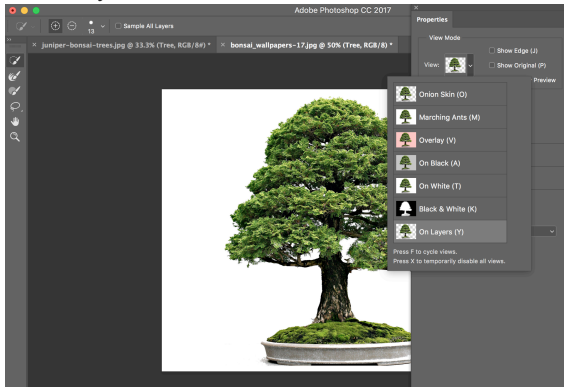 Adobe Photoshop CC 2017
13
Sample All Layers
juniper-bonsai-trees.jpg @ 33.3% (Tree, RGB/8#) *
bonsai_wallpapers-17.jpg @ 50% (Tree, RGB/8) *
Properties
View Mode
View:
Show Edge (J)
Show Original (P)
Preview
Onion Skin (O)
Marching Ants (M)
Overlay (V)
On Black (A)
On White (T)
Black & White (K)
On Layers (Y)
Press F to cycle views.
Press X to temporarily disable all views.